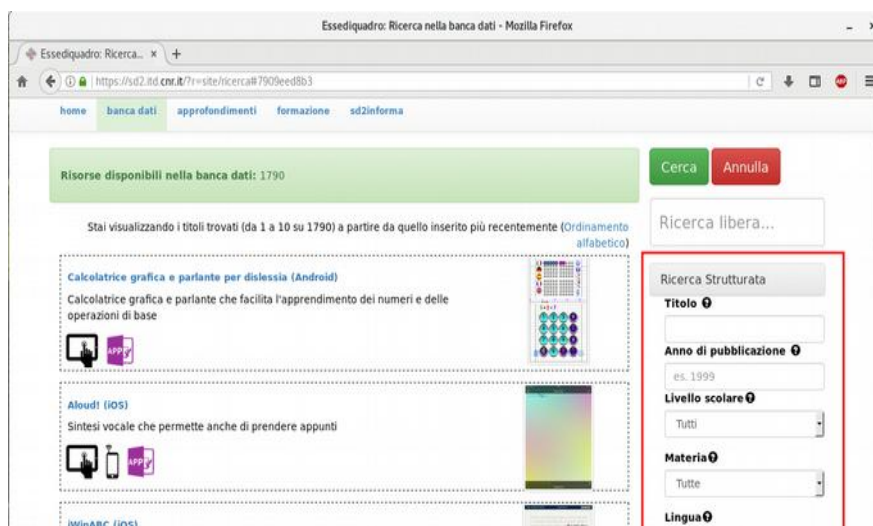 Essediquadro: Ricerca nella banca dati - Mozilla Firefox
Essediquadro: Ricerca... × +
https://sd2.itd.cnr.it/?r=site/ricerca#7909eed8b3
home banca dati approfondimenti formazione sd2informa
Risorse disponibili nella banca dati: 1790
Stai visualizzando i titoli trovati (da 1 a 10 su 1790) a partire da quello inserito più recentemente (Ordinamento
alfabetico)
Calcolatrice grafica e parlante per dislessia (Android)
Calcolatrice grafica e parlante che facilita l'apprendimento dei numeri e delle
operazioni di base
APP
Aloud! (iOS)
Sintesi vocale che permette anche di prendere appunti
APP
iWinABC (iOS)
Cerca Annulla
Ricerca libera...
Ricerca Strutturata
Titolo
Anno di pubblicazione
es. 1999
Livello scolare
Tutti
Materia
Tutte
Lingua